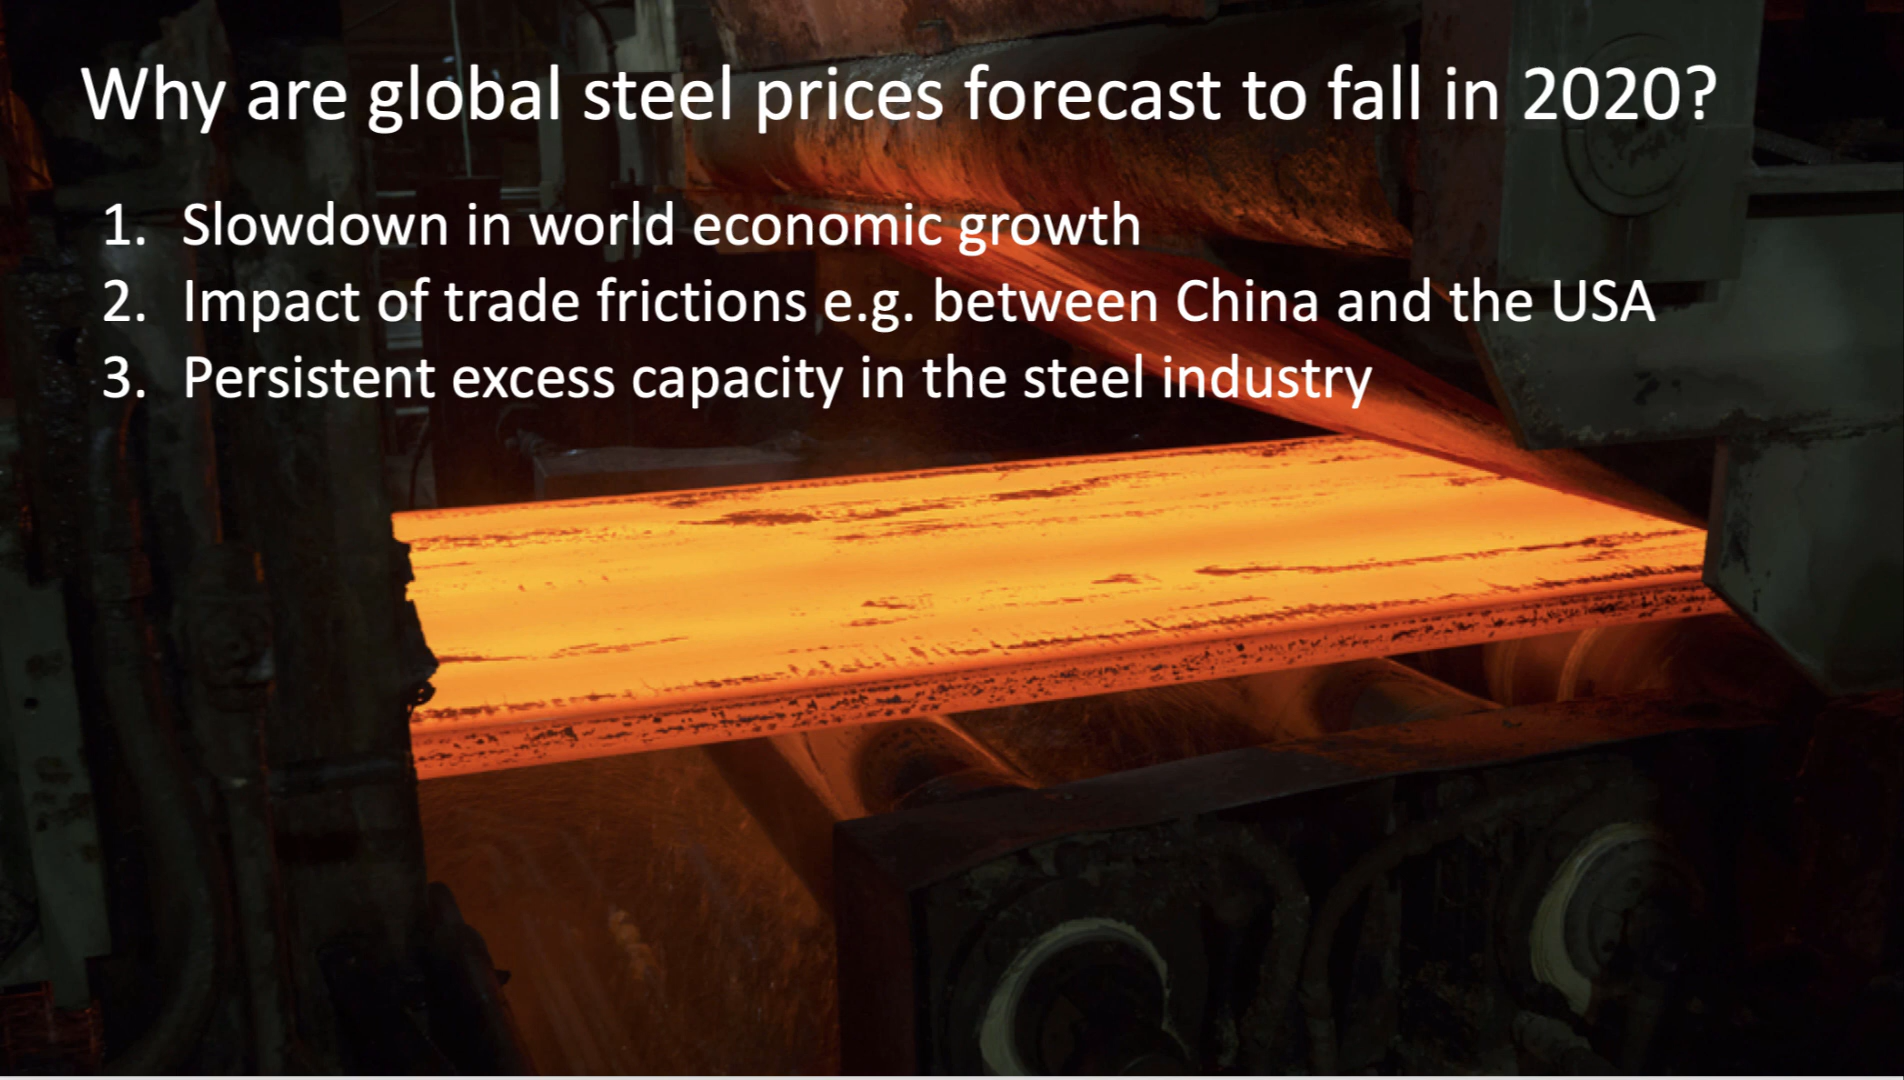 Why are global steel prices forecast to fall in 2020?
1. Slowdown in world economic growth
2. Impact of trade frictions e.g. between China and the USA
3. Persistent excess capacity in the steel industry